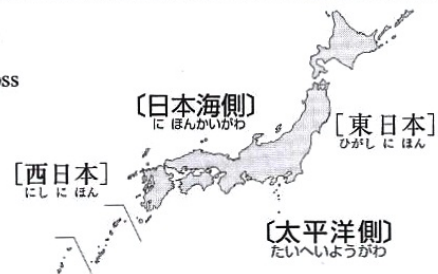 oss
〔日本海側〕
に ほんかいがわ
［東日本］
ひがし に ほん
［西日本］
にし に ほん
〔太平洋側〕
たいへいようがわ